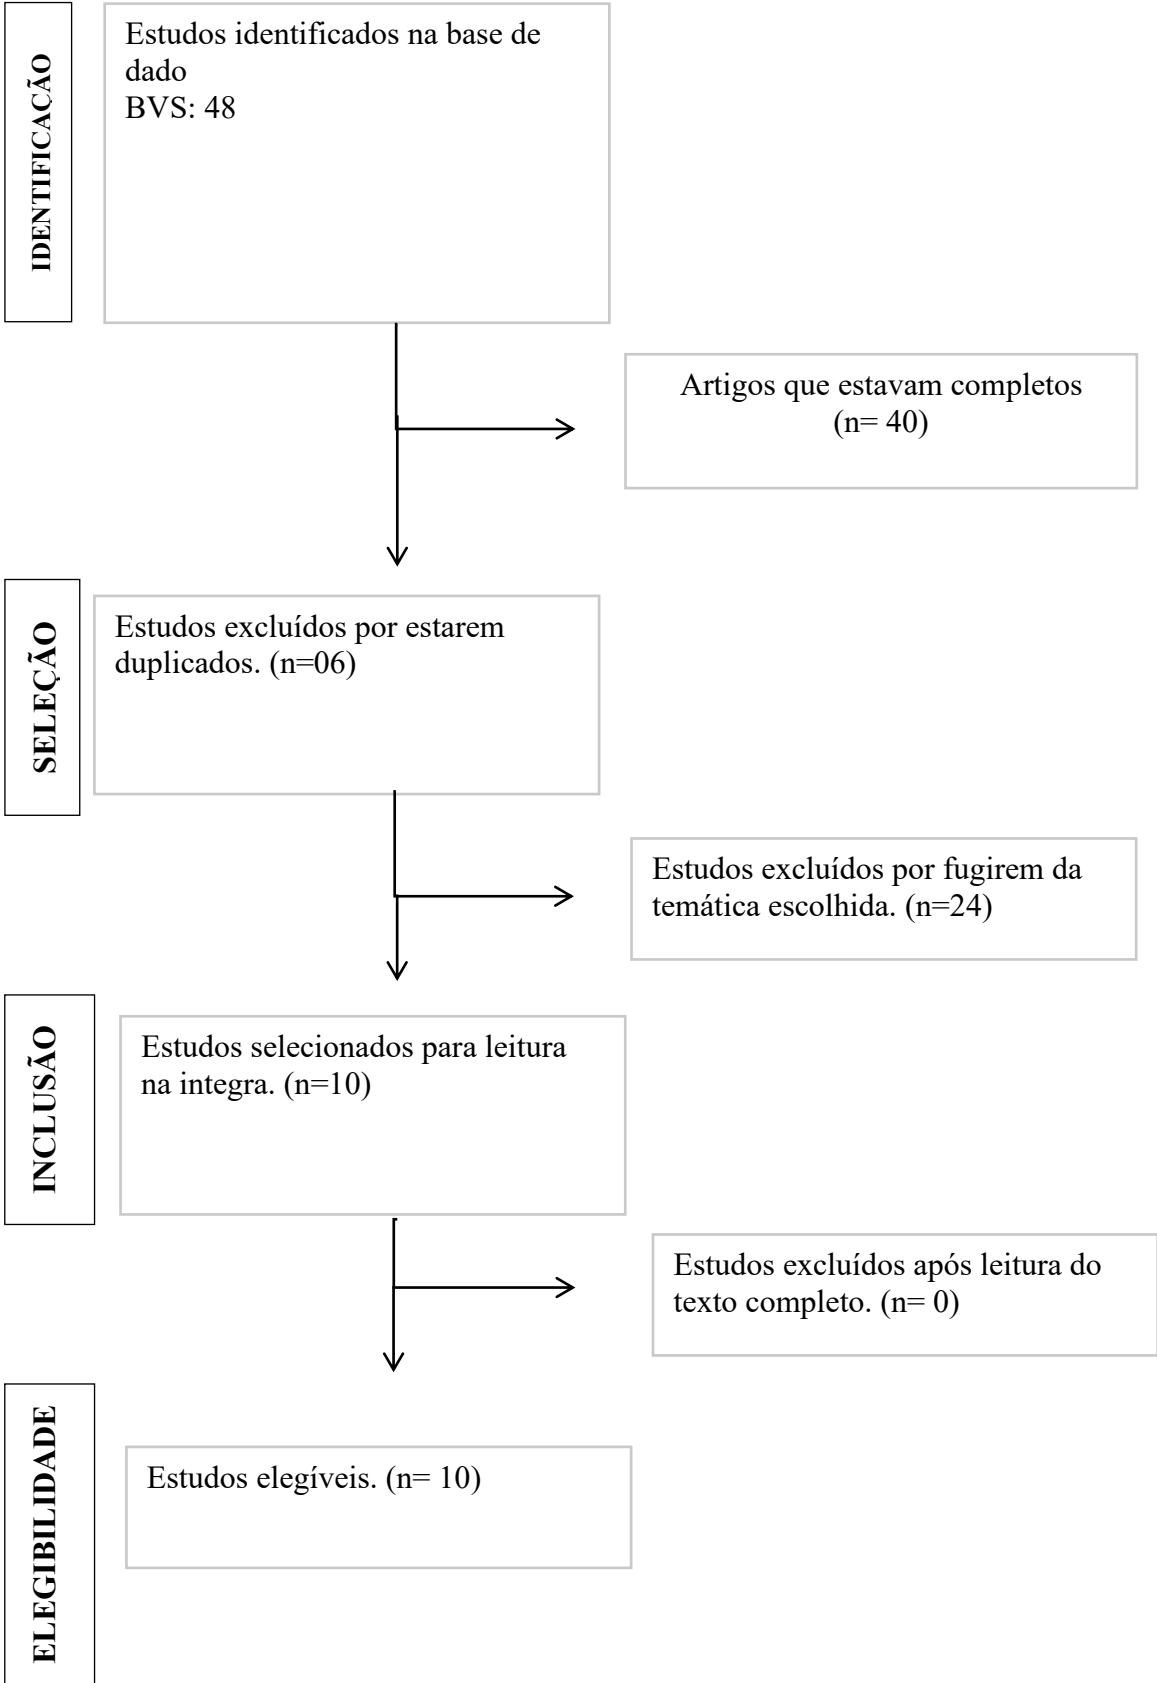 IDENTIFICAÇÃO
Estudos identificados na base de
dado
BVS: 48
Artigos que estavam completos
(n= 40)
SELEÇÃO
Estudos excluídos por estarem
duplicados. (n=06)
Estudos excluídos por fugirem da
temática escolhida. (n=24)
INCLUSÃO
Estudos selecionados para leitura
na integra. (n=10)
Estudos excluídos após leitura do
texto completo. (n= 0)
ELEGIBILIDADE
Estudos elegíveis. (n= 10)